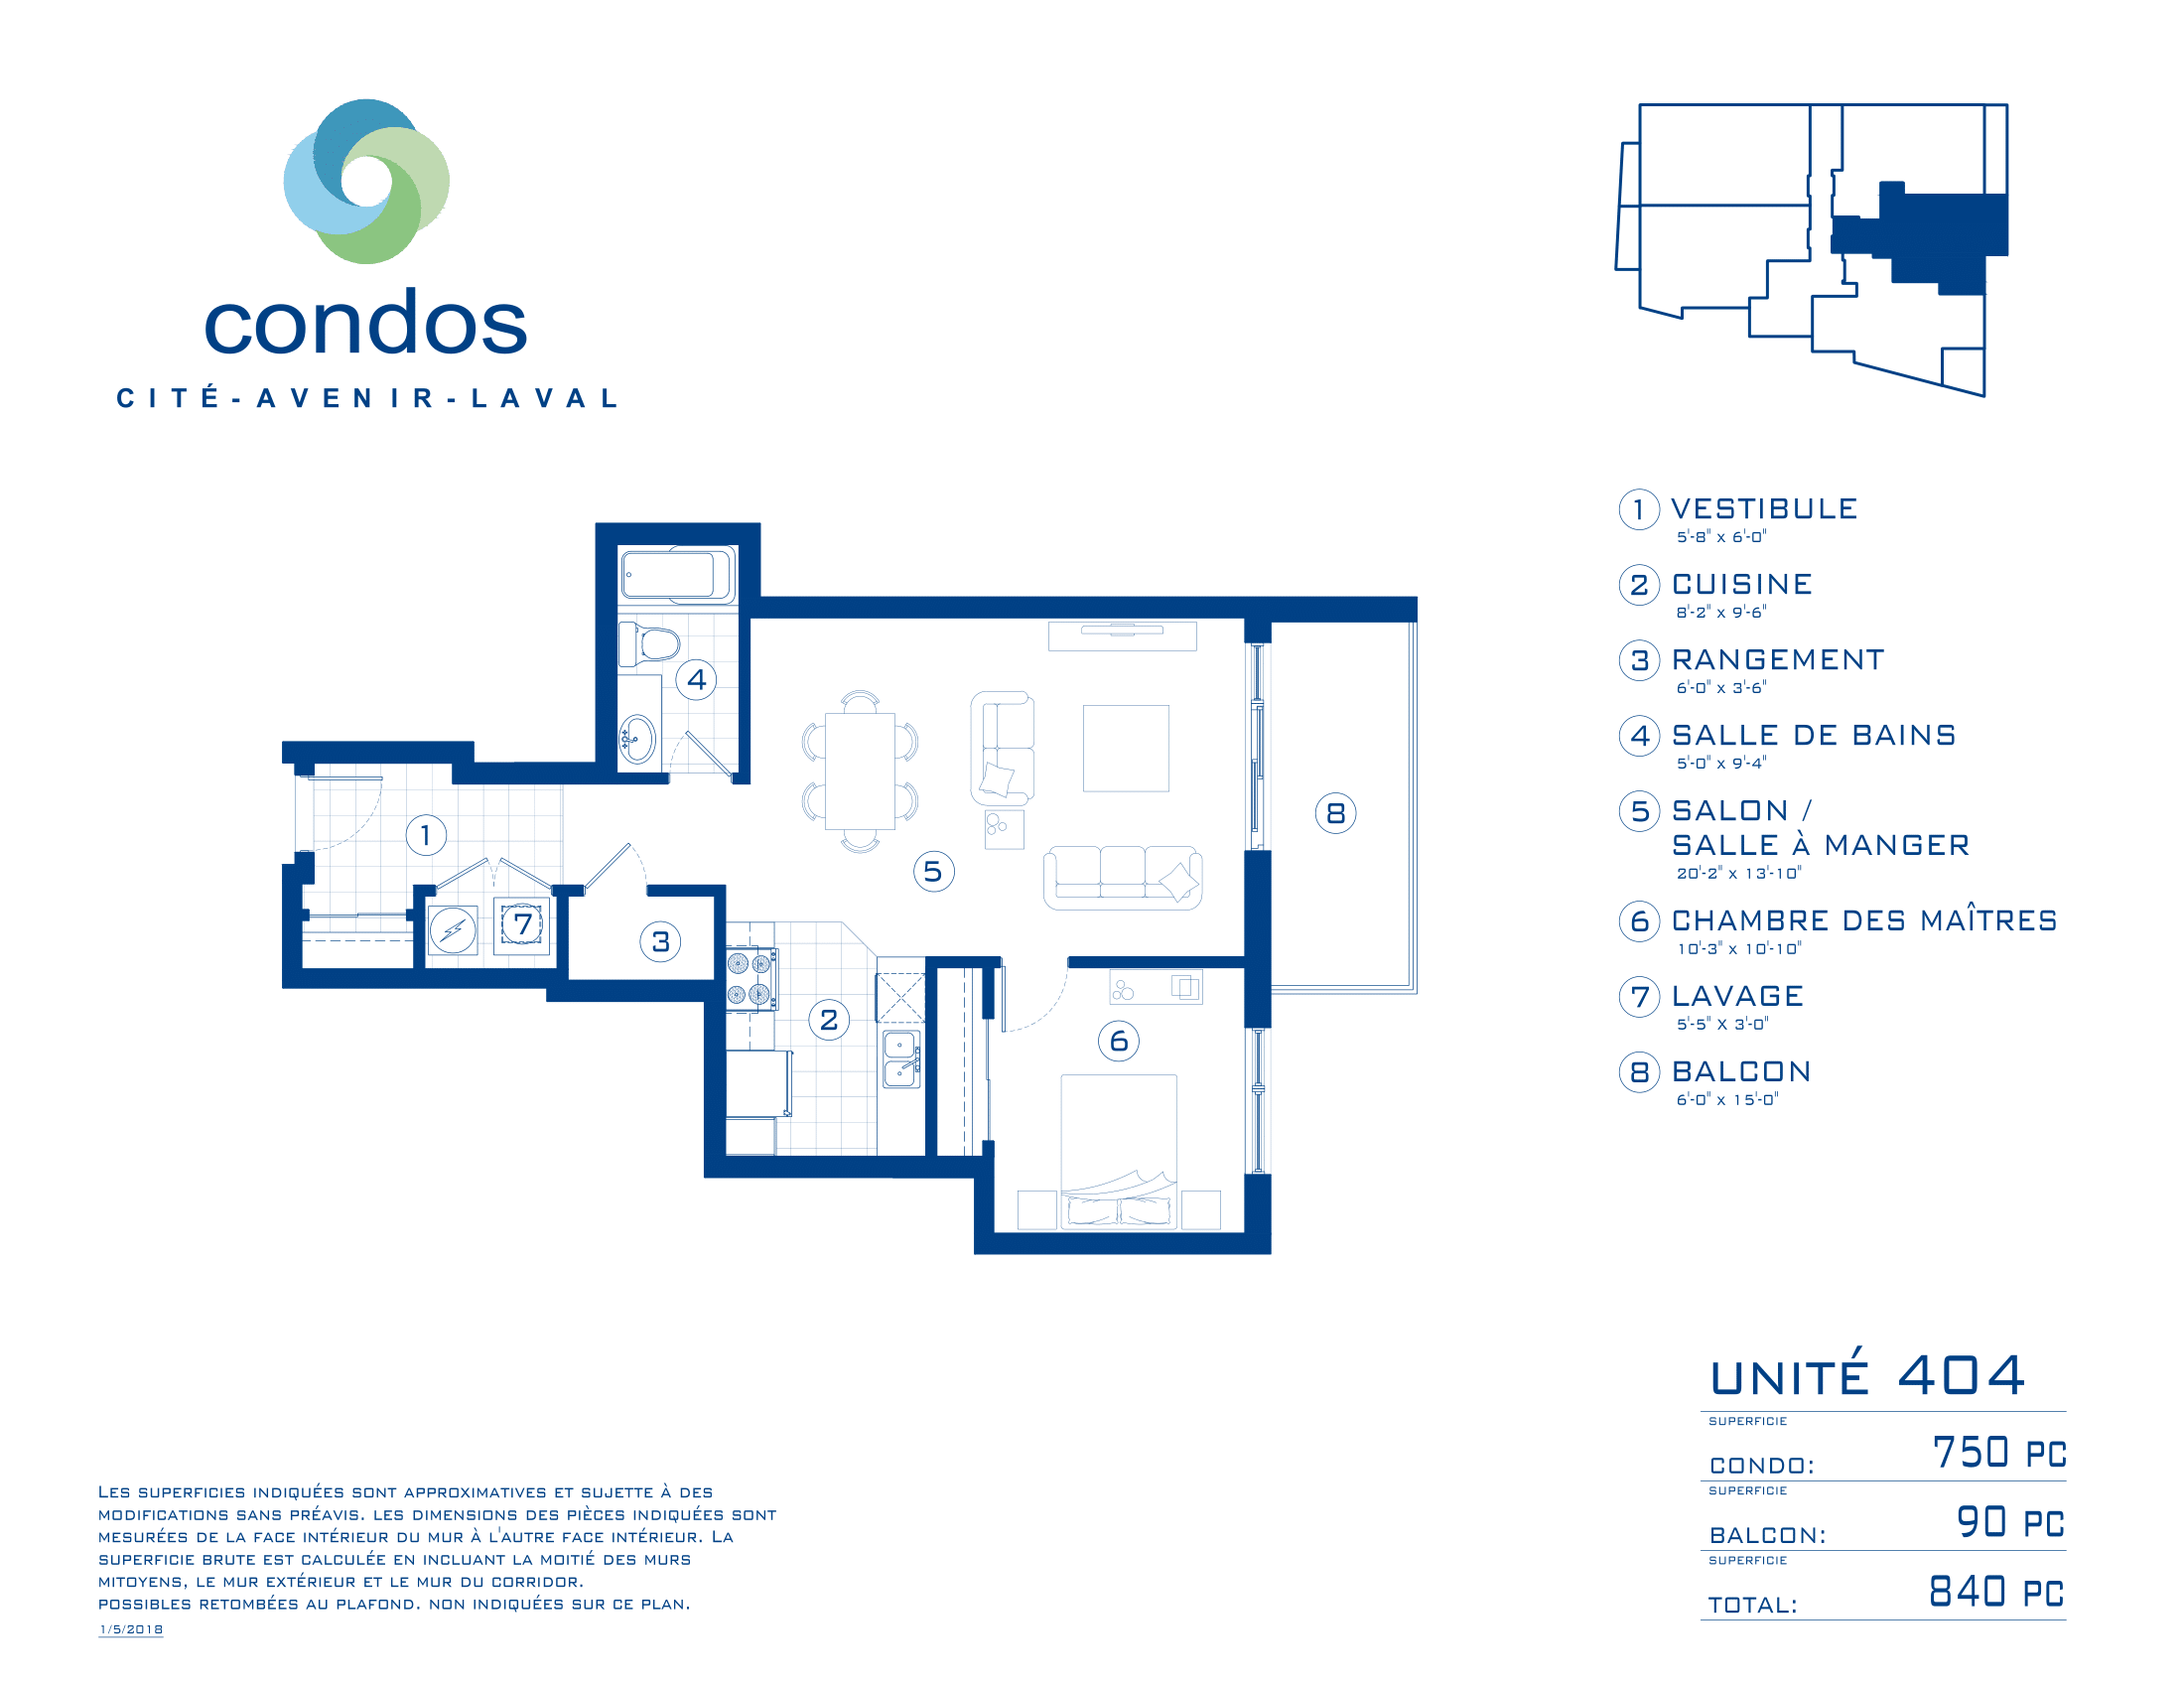 condos
CITÉ-AVENIR-LAVAL
1 VESTIBULE
5'-8" x 6'-0"
2 CUISINE
8'-2" x 9'-6"
3 RANGEMENT
6'-0" x 3'-6"
4 SALLE DE BAINS
5'-0" x 9'-4"
5 SALON /
SALLE À MANGER
20'-2" x 13'-10"
6 CHAMBRE DES MAÎTRES
10'-3" x 10'-10"
7 LAVAGE
5'-5" X 3'-0"
8 BALCON
6'-0" x 15'-0"
4
1
8
5
7
3
2
6
UNITÉ 404
SUPERFICIE
CONDO: 750 PC
SUPERFICIE
BALCON: 90 PC
SUPERFICIE
TOTAL: 840 PC
LES SUPERFICIES INDIQUÉES SONT APPROXIMATIVES ET SUJETTE À DES
MODIFICATIONS SANS PRÉAVIS. LES DIMENSIONS DES PIÈCES INDIQUÉES SONT
MESURÉES DE LA FACE INTÉRIEUR DU MUR À L'AUTRE FACE INTÉRIEUR. LA
SUPERFICIE BRUTE EST CALCULÉE EN INCLUANT LA MOITIÉ DES MURS
MITOYENS, LE MUR EXTÉRIEUR ET LE MUR DU CORRIDOR.
POSSIBLES RETOMBÉES AU PLAFOND. NON INDIQUÉES SUR CE PLAN.
1/5/2018